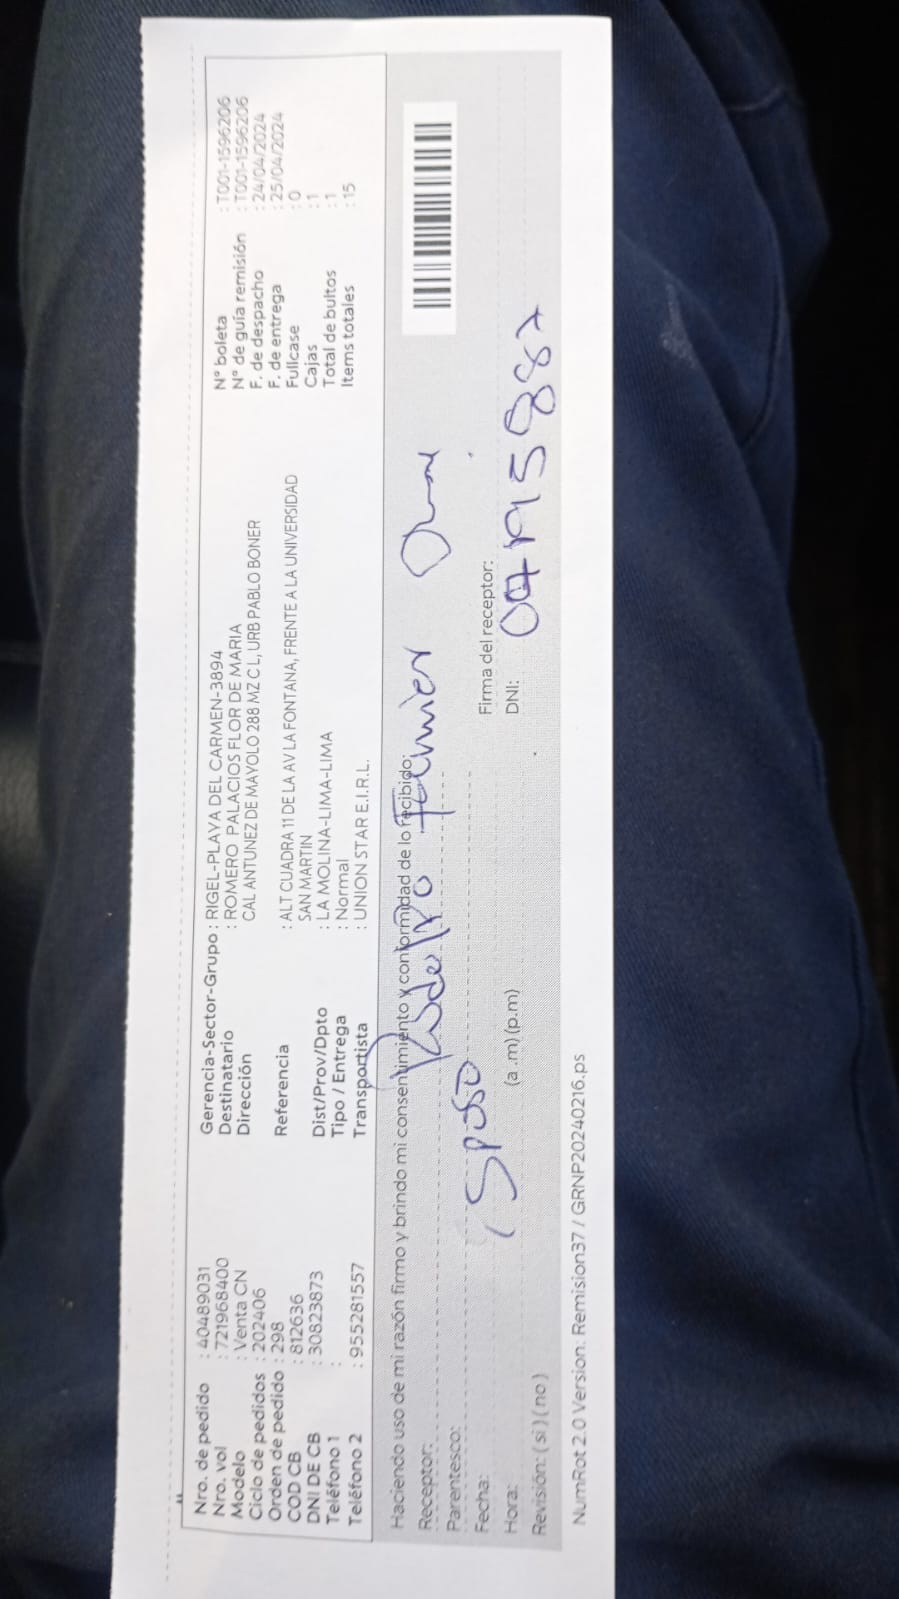 Nro. de pedido : 40489031
Nro. vol : 721968400
Modelo : Venta CN
Ciclo de pedidos : 202406
Orden de pedido : 298
COD CB : 812636
DNI DE CB : 30823873
Teléfono 1 :
Teléfono 2 : 955281557
Gerencia-Sector-Grupo : RIGEL-PLAYA DEL CARMEN-3894
Destinatario : ROMERO PALACIOS FLOR DE MARIA
Dirección CAL ANTUNEZ DE MAYOLO 288 MZ C L, URB PABLO BONER
Referencia : ALT CUADRA 11 DE LA AV LA FONTANA, FRENTE A LA UNIVERSIDAD
SAN MARTIN
Dist/Prov/Dpto : LA MOLINA-LIMA-LIMA
Tipo / Entrega : Normal
Transportista : UNION STAR E.I.R.L.
N° boleta : T001-1596206
N° de guía remisión : T001-1596206
F. de despacho : 24/04/2024
F. de entrega : 25/04/2024
Fullcase : 0
Cajas : 1
Total de bultos : 1
Items totales : 15
Haciendo uso de mi razón firmo y brindo mi consentimiento y conformidad de lo recibido:
Receptor: Rodolfo
Parentesco: Esposo
Fecha:
Firma del receptor:
Hora: (a .m) (p.m)
DNI:
Revisión: ( si ) ( no )
NumRot 2.0 Version: Remision37 / GRNP20240216.ps